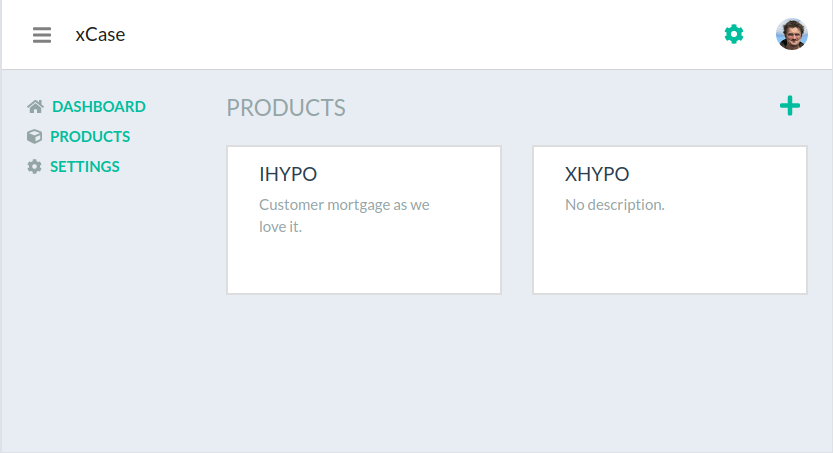 xCase
DASHBOARD
PRODUCTS
SETTINGS
PRODUCTS
IHYPO
Customer mortgage as we
love it.
XHYPO
No description.